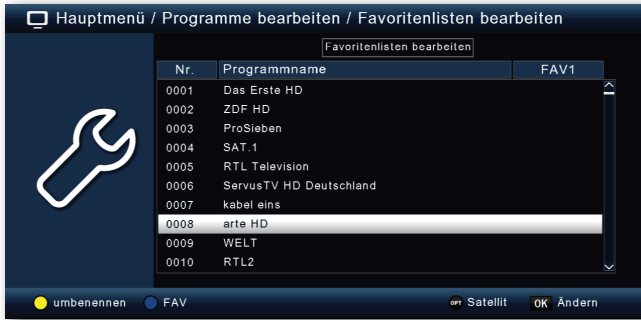 Hauptmenü / Programme bearbeiten / Favoritenlisten bearbeiten
Favoritenlisten bearbeiten
Nr. Programmname FAV1
0001 Das Erste HD
0002 ZDF HD
0003 ProSieben
0004 SAT.1
0005 RTL Television
0006 ServusTV HD Deutschland
0007 kabel eins
0008 arte HD
0009 WELT
0010 RTL2
umbenennen FAV OPT Satellit OK Ändern